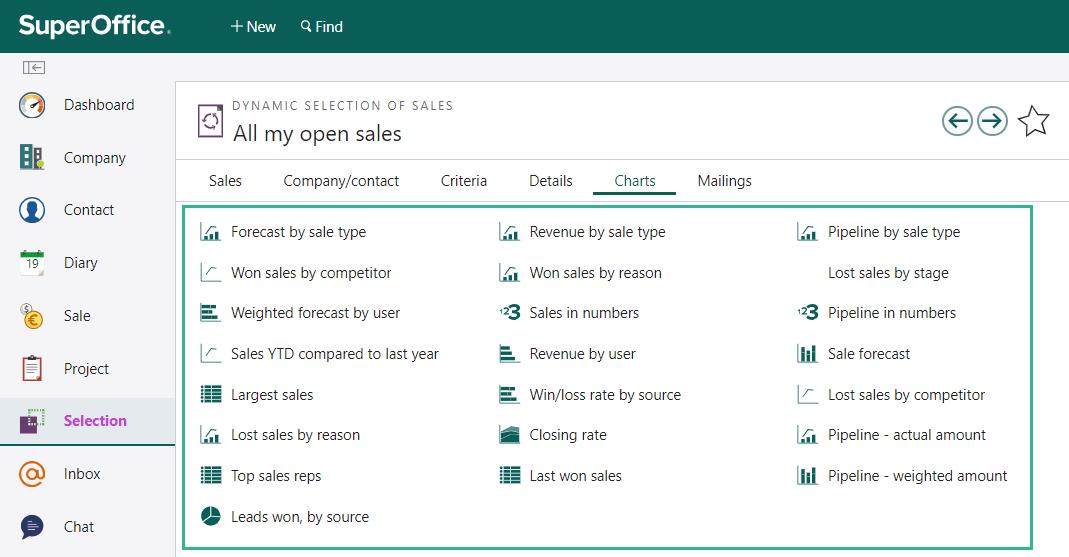 SuperOffice.
+ New
Find
Dashboard
Company
Contact
19
Diary
Sale
Project
Selection
Inbox
Chat
DYNAMIC SELECTION OF SALES
All my open sales
Sales
Company/contact
Criteria
Details
Charts
Mailings
Forecast by sale type
Revenue by sale type
Pipeline by sale type
Won sales by competitor
Won sales by reason
Lost sales by stage
Weighted forecast by user
123 Sales in numbers
123 Pipeline in numbers
Sales YTD compared to last year
Revenue by user
Sale forecast
Largest sales
Win/loss rate by source
Lost sales by competitor
Lost sales by reason
Closing rate
Pipeline - actual amount
Top sales reps
Last won sales
Pipeline - weighted amount
Leads won, by source